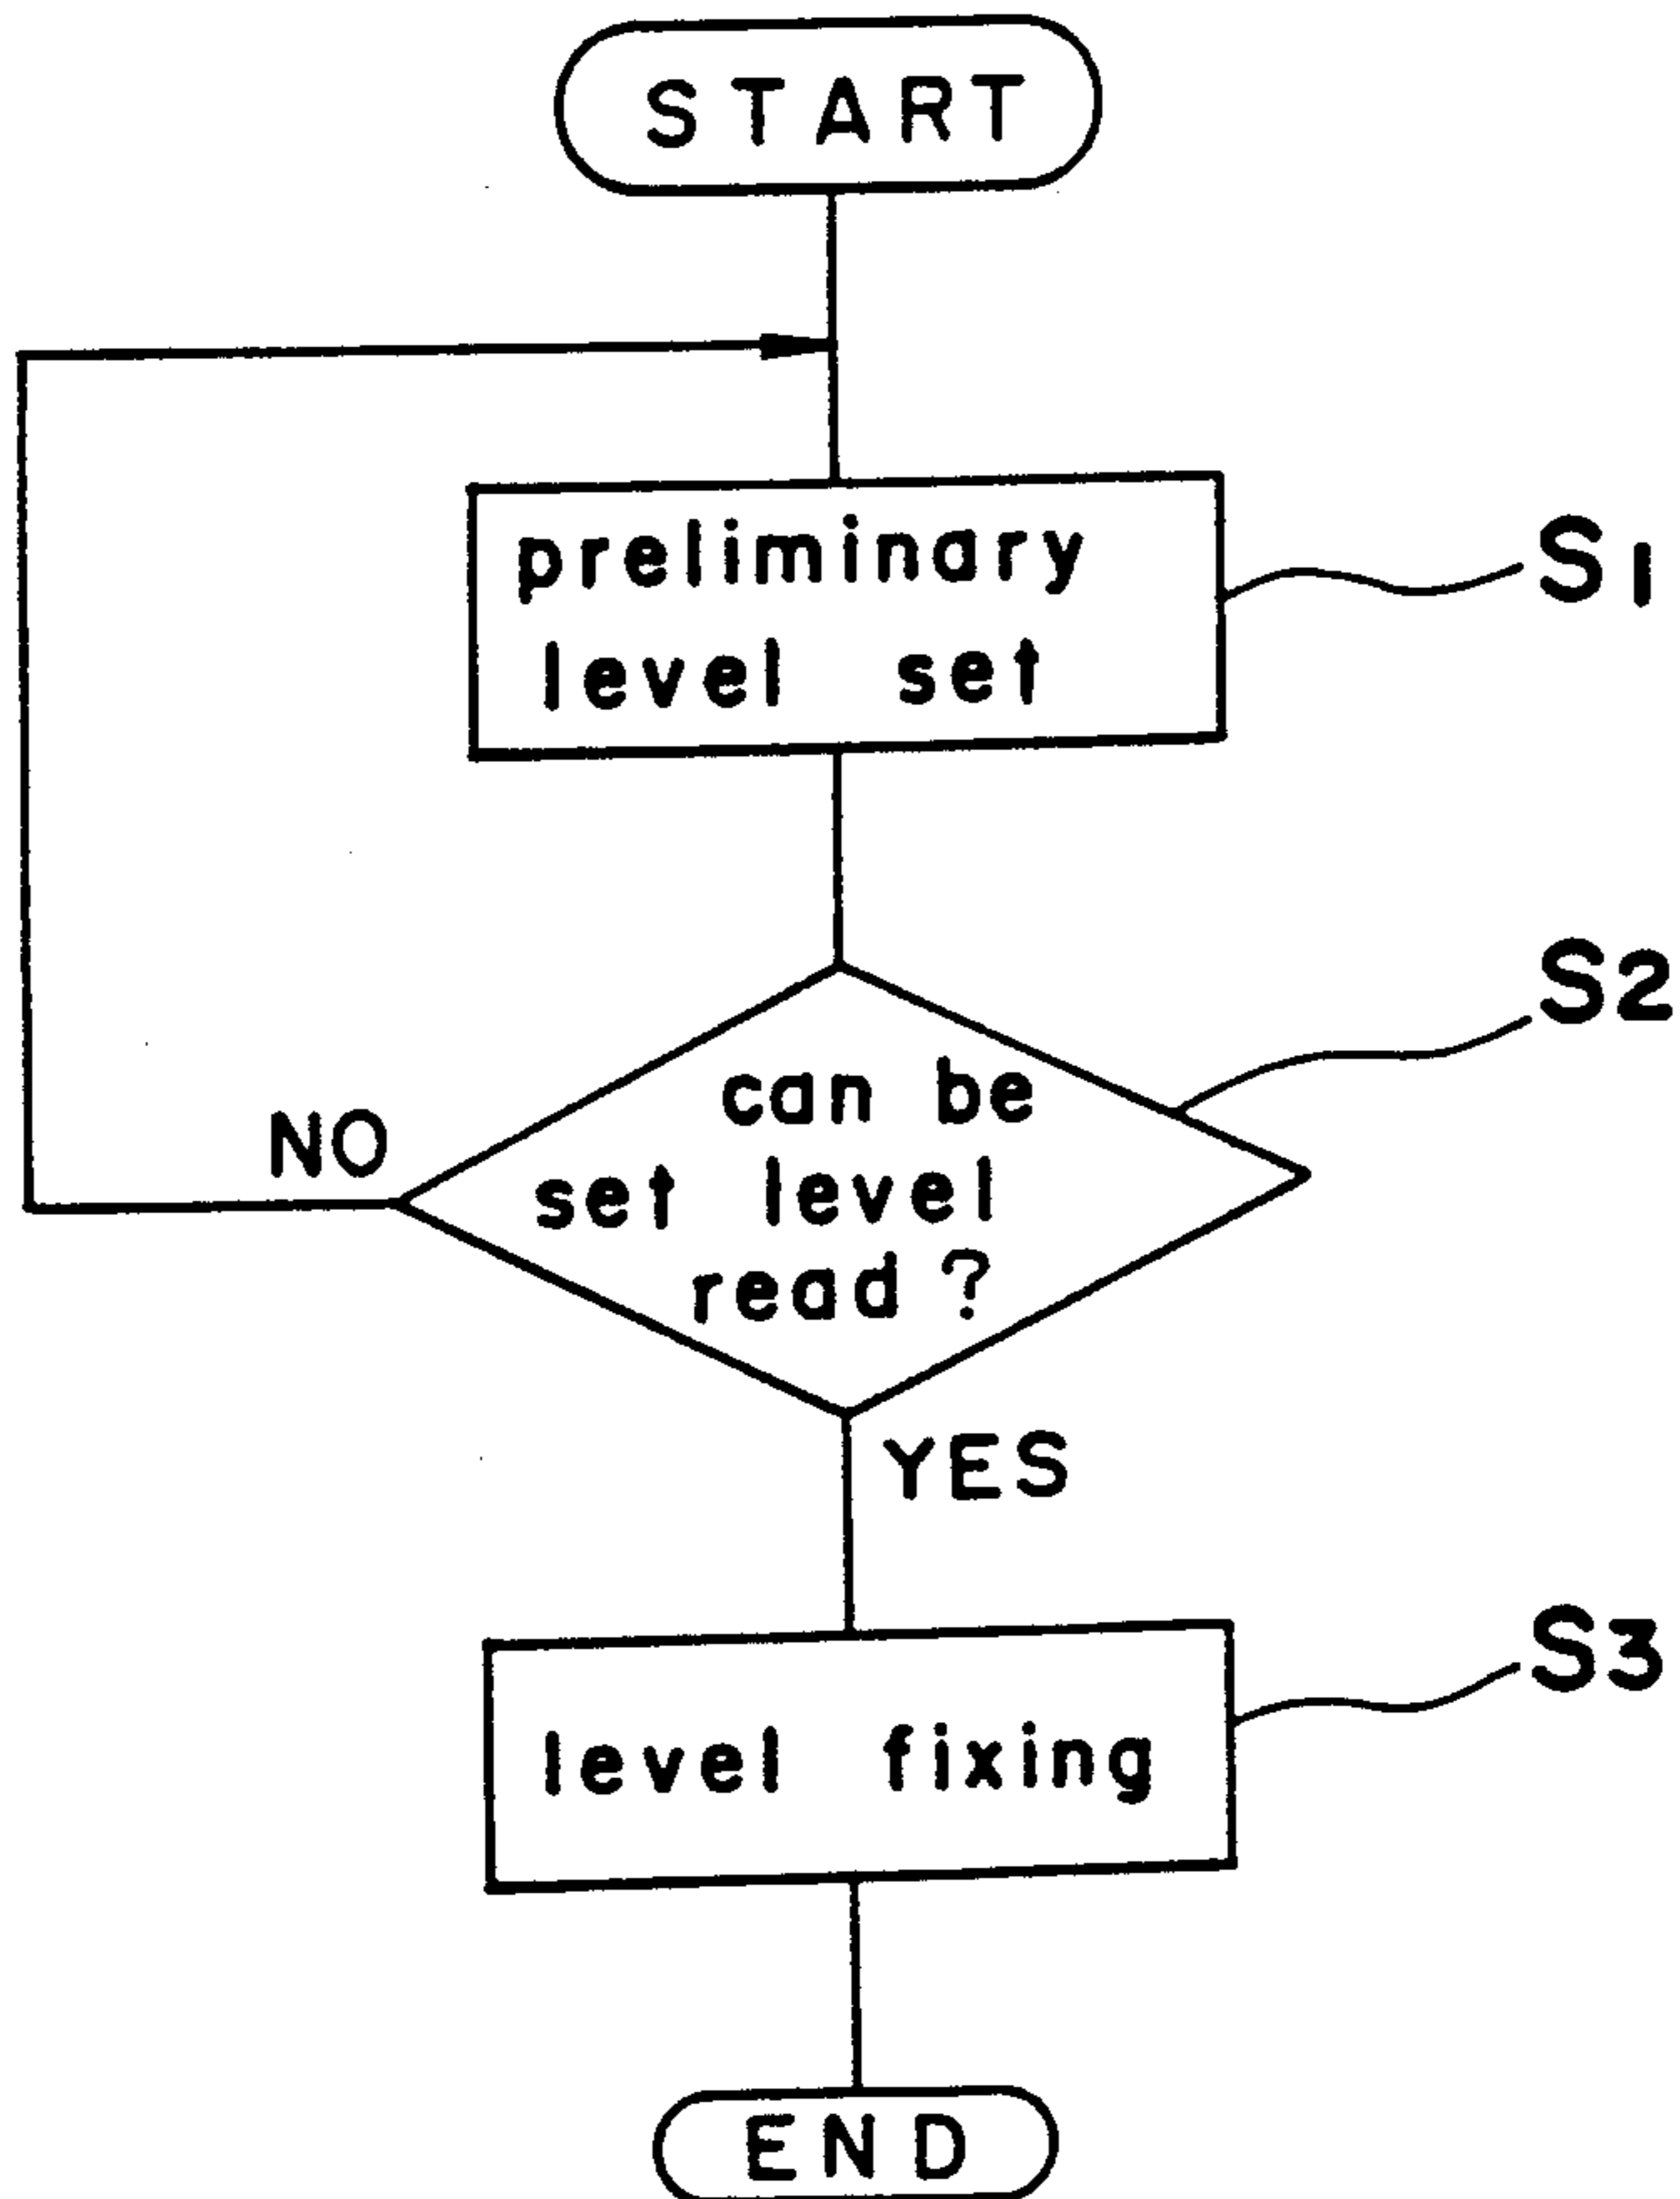 START
preliminary
level set
S1
S2
can be
set level
read?
NO
YES
S3
level fixing
END